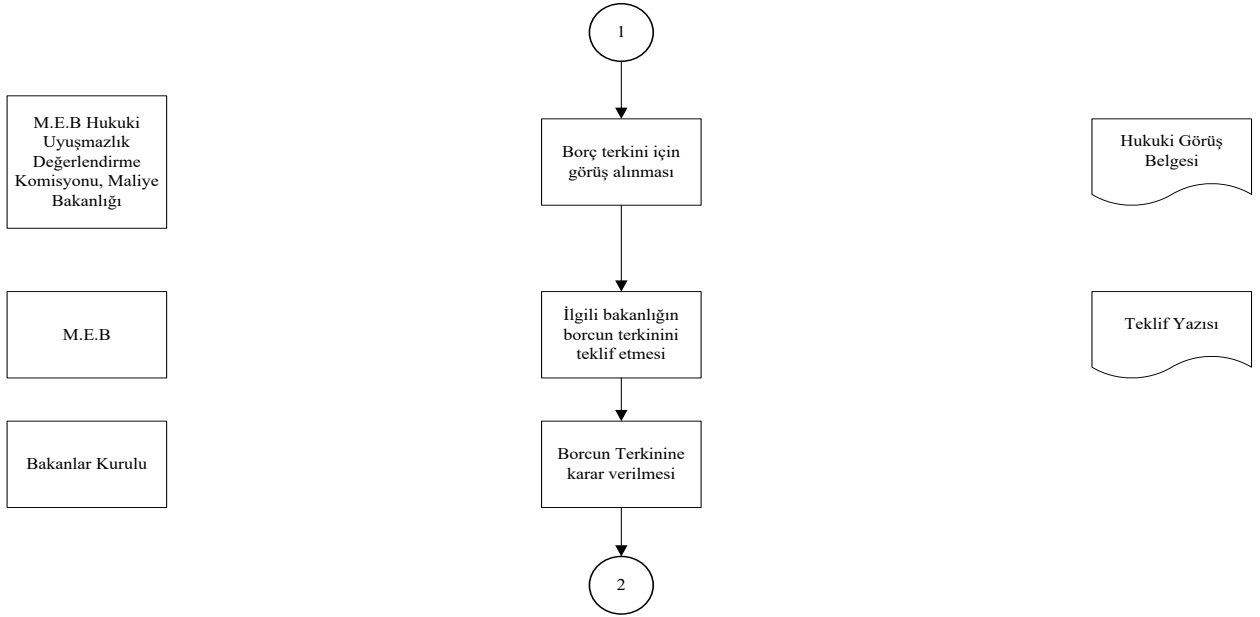 1
M.E.B Hukuki
Uyuşmazlık
Değerlendirme
Komisyonu, Maliye
Bakanlığı
Borç terkini için
görüş alınması
Hukuki Görüş
Belgesi
M.E.B
İlgili bakanlığın
borcun terkinini
teklif etmesi
Teklif Yazısı
Bakanlar Kurulu
Borcun Terkinine
karar verilmesi
2